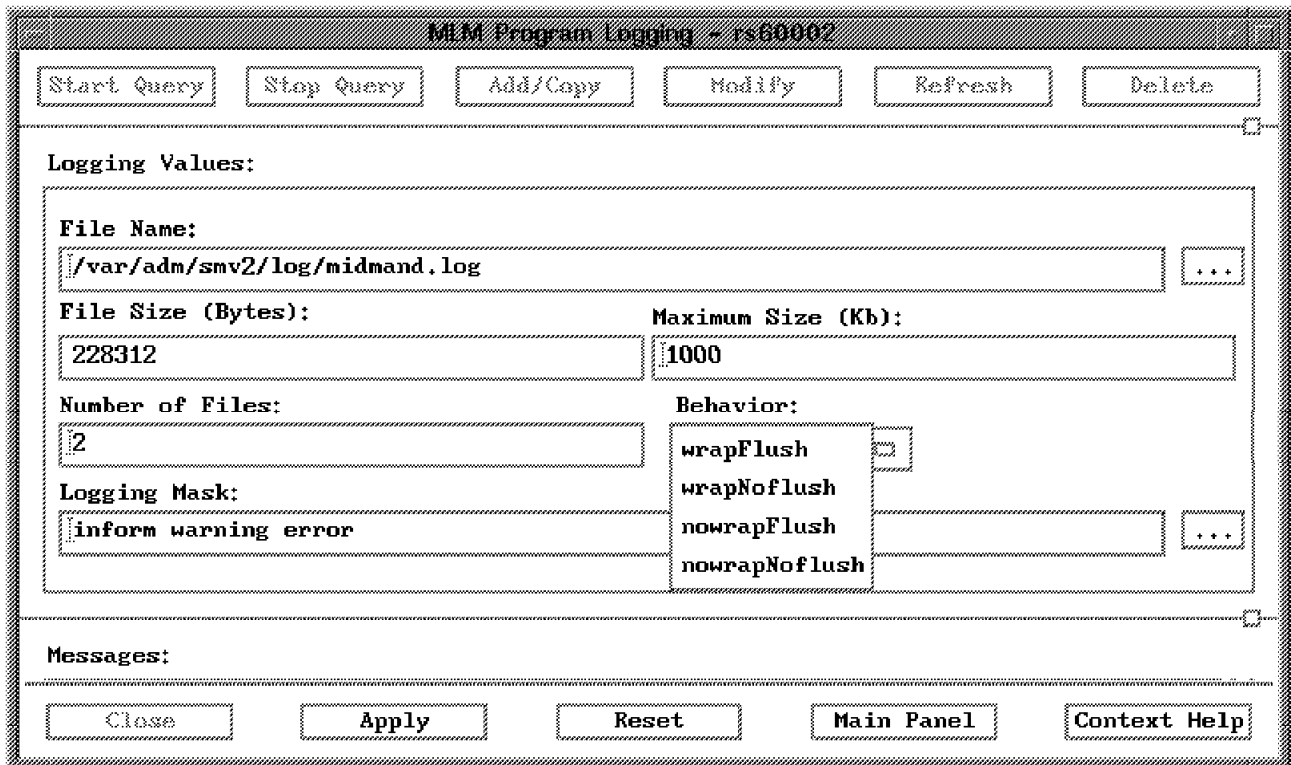 MLM Program Logging ~ rs60002
Start Query Stop Query Add/Copy Modify Refresh Delete
Logging Values:
File Name:
/var/adm/smv2/log/midmand.log ...
File Size (Bytes): Maximum Size (Kb):
228312 1000
Number of Files: Behavior:
2 wrapFlush
wrapNoflush
Logging Mask:
nowrapFlush
inform warning error ...
nowrapNoflush
Messages:
Close Apply Reset Main Panel Context Help